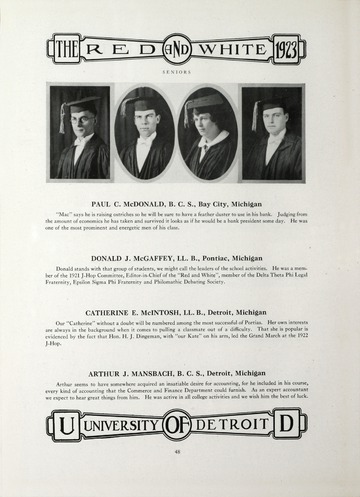 THE RED AND WHITE 1923
SENIORS
PAUL C. McDONALD, B. C. S., Bay City, Michigan
"Mac" says he is raising ostriches so he will be sure to have a feather duster to use in his bank. Judging from
the amount of economics he has taken and survived it looks as if he would be a bank president some day. He was
one of the most prominent and energetic men of his class.
DONALD J. McGAFFEY, LL. B., Pontiac, Michigan
Donald stands with that group of students, we might call the leaders of the school activities. He was a mem-
ber of the 1921 J-Hop Committee, Editor-in-Chief of the "Red and White", member of the Delta Theta Phi Legal
Fraternity, Epsilon Sigma Phi Fraternity and Philomathic Debating Society.
CATHERINE E. McINTOSH, LL. B., Detroit, Michigan
Our "Catherine" without a doubt will be numbered among the most successful of Portias. Her own interests
are always in the background when it comes to pulling a classmate out of a difficulty. That she is popular is
evidenced by the fact that Hon. H. J. Dingeman, with "our Kate" on his arm, led the Grand March at the 1922
J-Hop.
ARTHUR J. MANSBACH, B. C. S., Detroit, Michigan
Arthur seems to have somewhere acquired an insatiable desire for accounting, for he included in his course,
every kind of accounting that the Commerce and Finance Department could furnish. As an expert accountant
we expect to hear great things from him. He was active in all college activities and we wish him the best of luck.
U UNIVERSITY OF DETROIT D
48